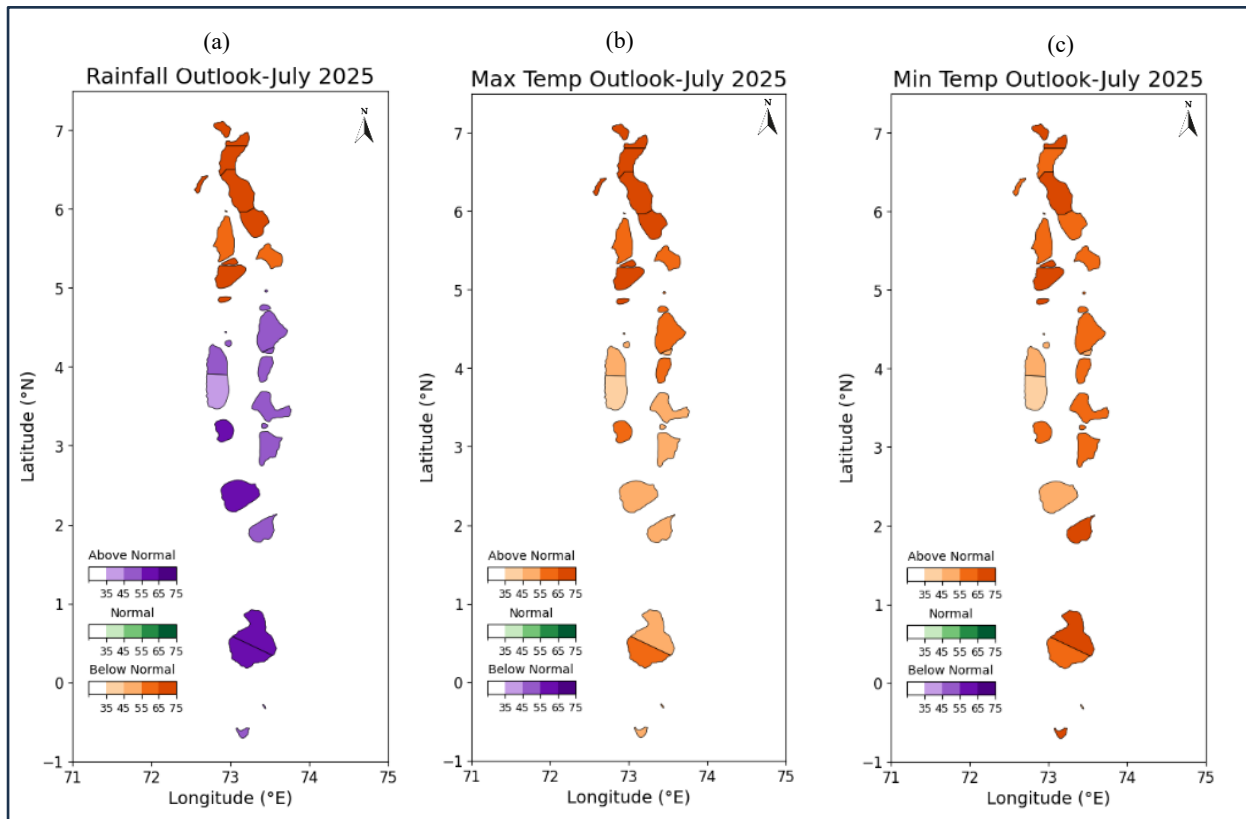 (a)
Rainfall Outlook-July 2025
N
7
6
5
4
3
2
1
0
−1
Latitude (°N)
Above Normal
35 45 55 65 75
Normal
35 45 55 65 75
Below Normal
35 45 55 65 75
71 72 73 74 75
Longitude (°E)
(b)
Max Temp Outlook-July 2025
N
7
6
5
4
3
2
1
0
−1
Latitude (°N)
Above Normal
35 45 55 65 75
Normal
35 45 55 65 75
Below Normal
35 45 55 65 75
71 72 73 74 75
Longitude (°E)
(c)
Min Temp Outlook-July 2025
N
7
6
5
4
3
2
1
0
−1
Latitude (°N)
Above Normal
35 45 55 65 75
Normal
35 45 55 65 75
Below Normal
35 45 55 65 75
71 72 73 74 75
Longitude (°E)